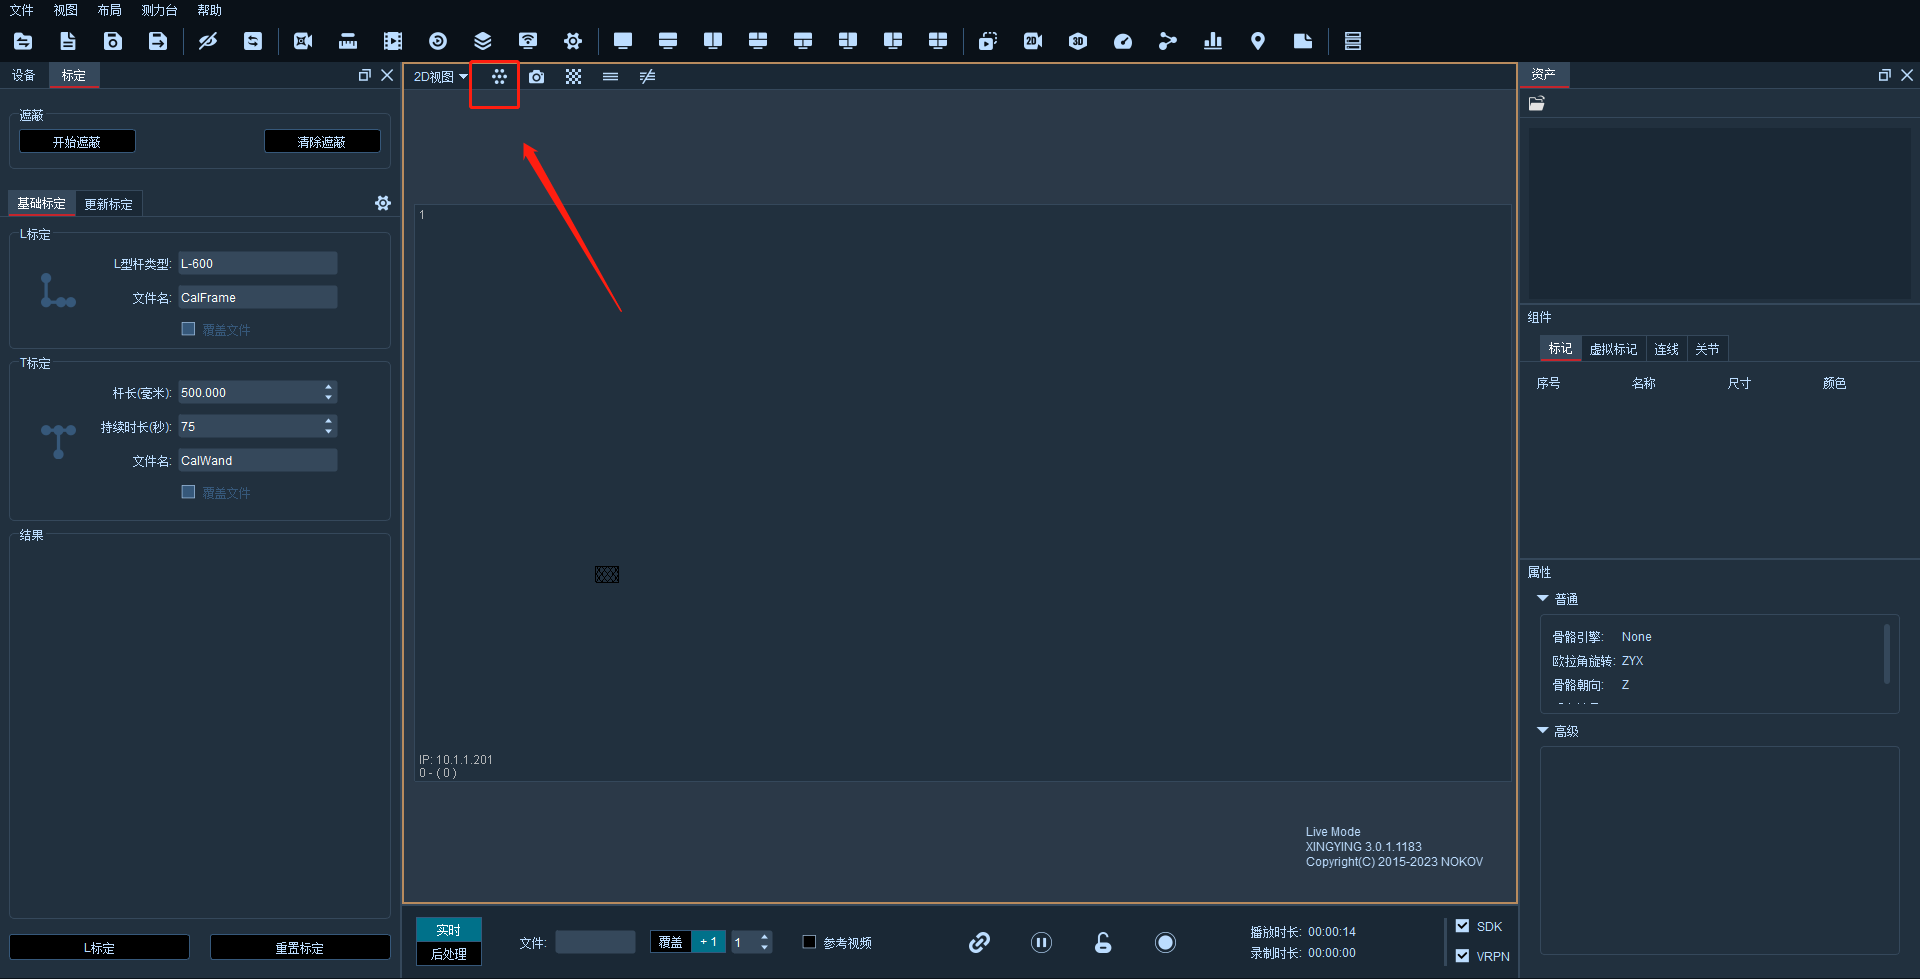 文件 视图 布局 测力台 帮助
2D 3D
设备 标定
2D视图
资产
遮蔽
开始遮蔽 清除遮蔽
基础标定 更新标定
L标定
L型杆类型: L-600
文件名: CalFrame
覆盖文件
T标定
杆长(毫米): 500.000
持续时长(秒): 75
文件名: CalWand
覆盖文件
结果
L标定 重置标定
1
IP: 10.1.1.201
0 - ( 0 )
Live Mode
XINGYING 3.0.1.1183
Copyright(C) 2015-2023 NOKOV
组件
标记 虚拟标记 连线 关节
序号 名称 尺寸 颜色
属性
普通
骨骼引擎: None
欧拉角旋转: ZYX
骨骼朝向: Z
高级
实时
后处理
文件: 覆盖 + 1 1 参考视频
播放时长: 00:00:14
录制时长: 00:00:00
SDK
VRPN